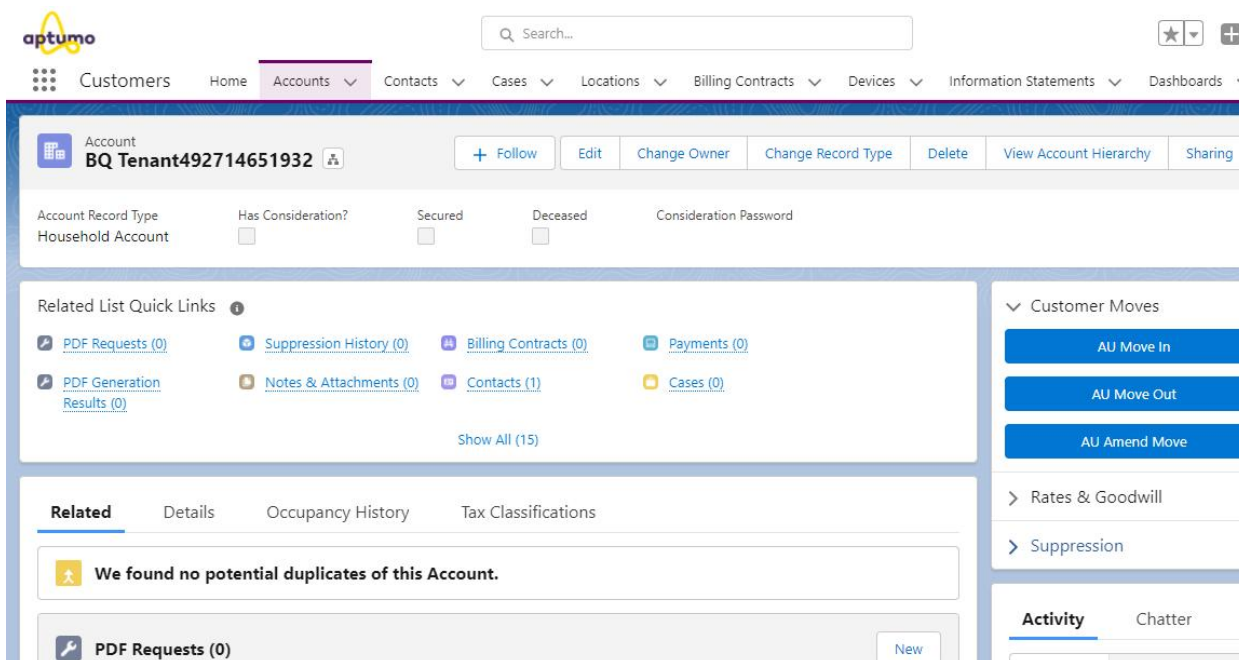 aptumo
Search...
Customers Home Accounts Contacts Cases Locations Billing Contracts Devices Information Statements Dashboards
Account
BQ Tenant492714651932
Follow Edit Change Owner Change Record Type Delete View Account Hierarchy Sharing
Account Record Type Has Consideration? Secured Deceased Consideration Password
Household Account
Related List Quick Links
PDF Requests (0) Suppression History (0) Billing Contracts (0) Payments (0)
PDF Generation Results (0) Notes & Attachments (0) Contacts (1) Cases (0)
Show All (15)
Customer Moves
AU Move In
AU Move Out
AU Amend Move
Rates & Goodwill
Suppression
Related Details Occupancy History Tax Classifications
We found no potential duplicates of this Account.
PDF Requests (0) New
Activity Chatter